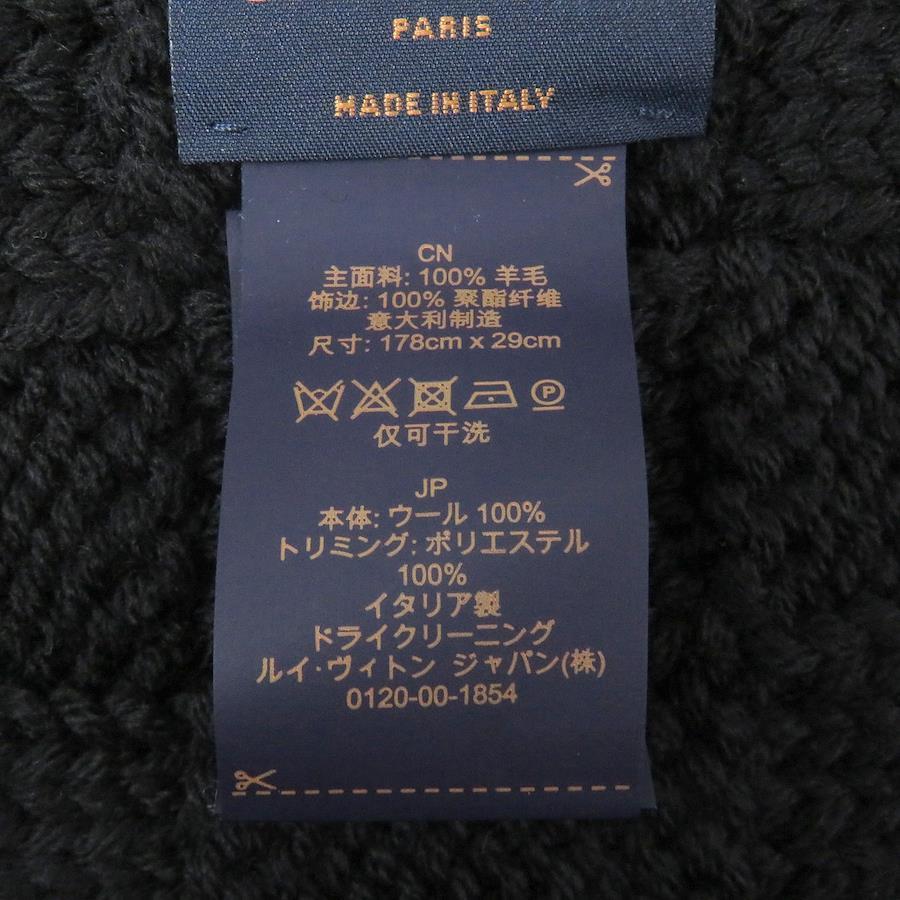 PARIS
MADE IN ITALY
CN
主面料: 100% 羊毛
饰边: 100% 聚酯纤维
意大利制造
尺寸: 178cm x 29cm
P
仅可干洗
JP
本体: ウール 100%
トリミング: ポリエステル
100%
イタリア製
ドライクリーニング
ルイ·ヴィトン ジャパン(株)
0120-00-1854